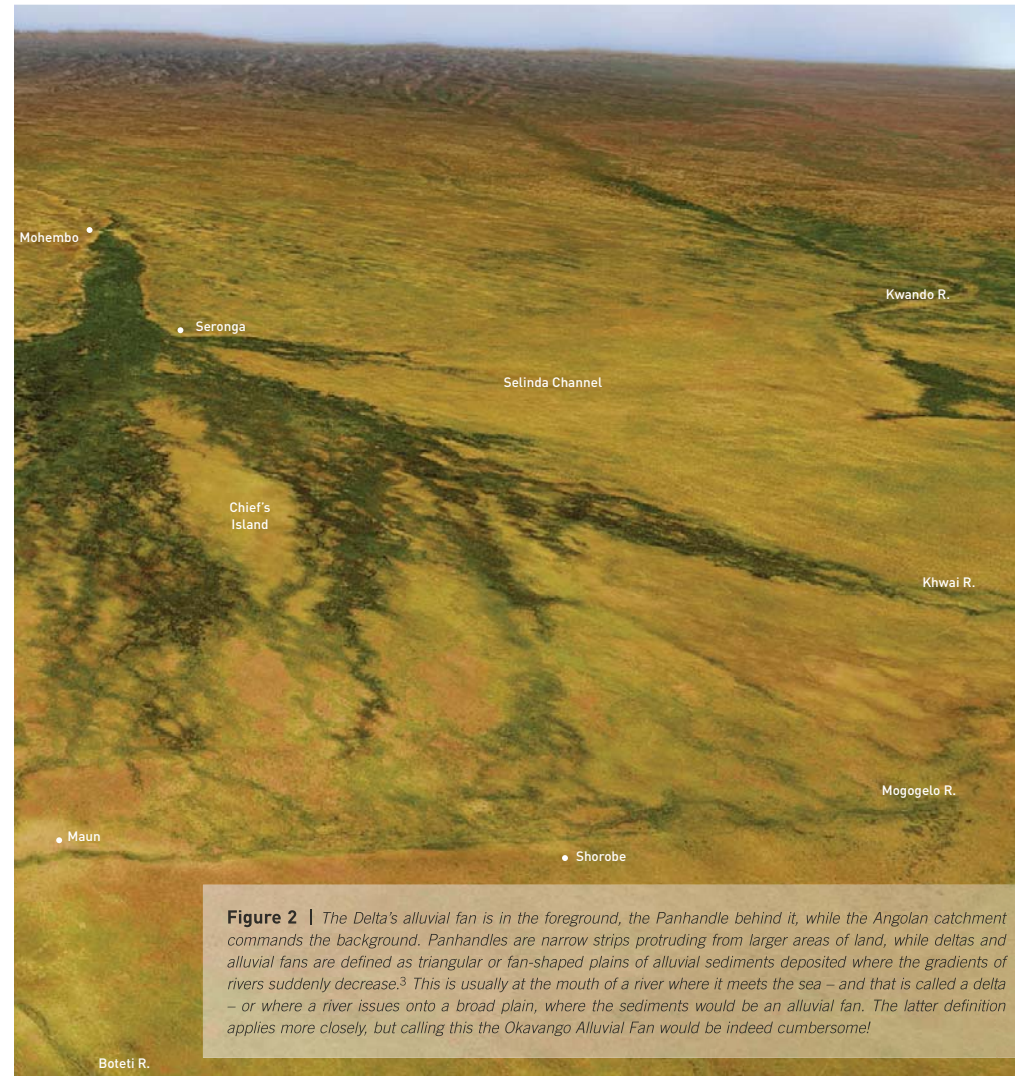 Mohembo
Kwando R.
Seronga
Selinda Channel
Chief's
Island
Khwai R.
Mogogelo R.
Maun
Shorobe
Figure 2 | The Delta's alluvial fan is in the foreground, the Panhandle behind it, while the Angolan catchment
commands the background. Panhandles are narrow strips protruding from larger areas of land, while deltas and
alluvial fans are defined as triangular or fan-shaped plains of alluvial sediments deposited where the gradients of
rivers suddenly decrease.³ This is usually at the mouth of a river where it meets the sea – and that is called a delta
– or where a river issues onto a broad plain, where the sediments would be an alluvial fan. The latter definition
applies more closely, but calling this the Okavango Alluvial Fan would be indeed cumbersome!
Boteti R.